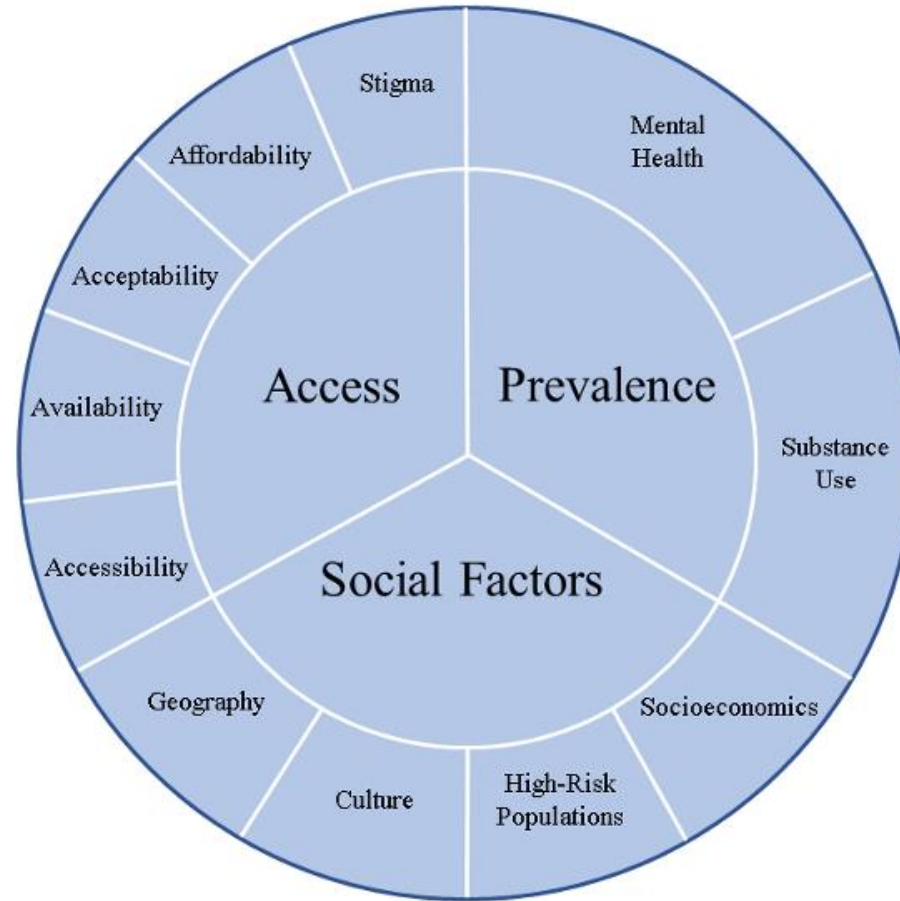 Stigma
Mental
Health
Affordability
Acceptability
Access
Prevalence
Availability
Substance
Use
Accessibility
Social Factors
Geography
Socioeconomics
Culture
High-Risk
Populations